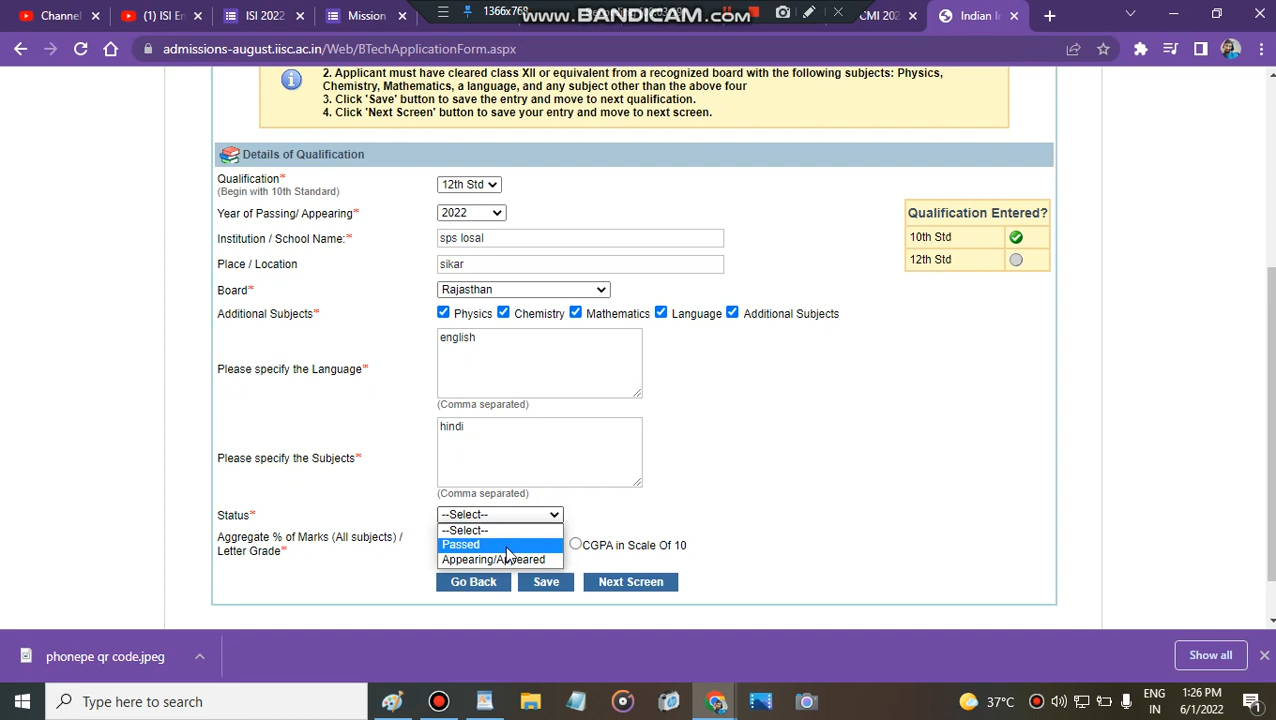 Channel
(1) ISI En
ISI 2022
Mission
1366x768
www.BANDICAM.com
CMI 202
Indian In
admissions-august.iisc.ac.in/Web/BTechApplicationForm.aspx
2. Applicant must have cleared class XII or equivalent from a recognized board with the following subjects: Physics,
Chemistry, Mathematics, a language, and any subject other than the above four
3. Click 'Save' button to save the entry and move to next qualification.
4. Click 'Next Screen' button to save your entry and move to next screen.
Details of Qualification
Qualification*
(Begin with 10th Standard)
12th Std
Year of Passing/ Appearing*
2022
Institution / School Name:*
sps losal
Place / Location
sikar
Board*
Rajasthan
Additional Subjects*
Physics
Chemistry
Mathematics
Language
Additional Subjects
Please specify the Language*
english
(Comma separated)
Please specify the Subjects*
hindi
(Comma separated)
Status*
--Select--
--Select--
Passed
Appearing/Appeared
Aggregate % of Marks (All subjects) /
Letter Grade*
CGPA in Scale Of 10
Go Back
Save
Next Screen
Qualification Entered?
10th Std
12th Std
phonepe qr code.jpeg
Show all
Type here to search
37°C
ENG
IN
1:26 PM
6/1/2022
1